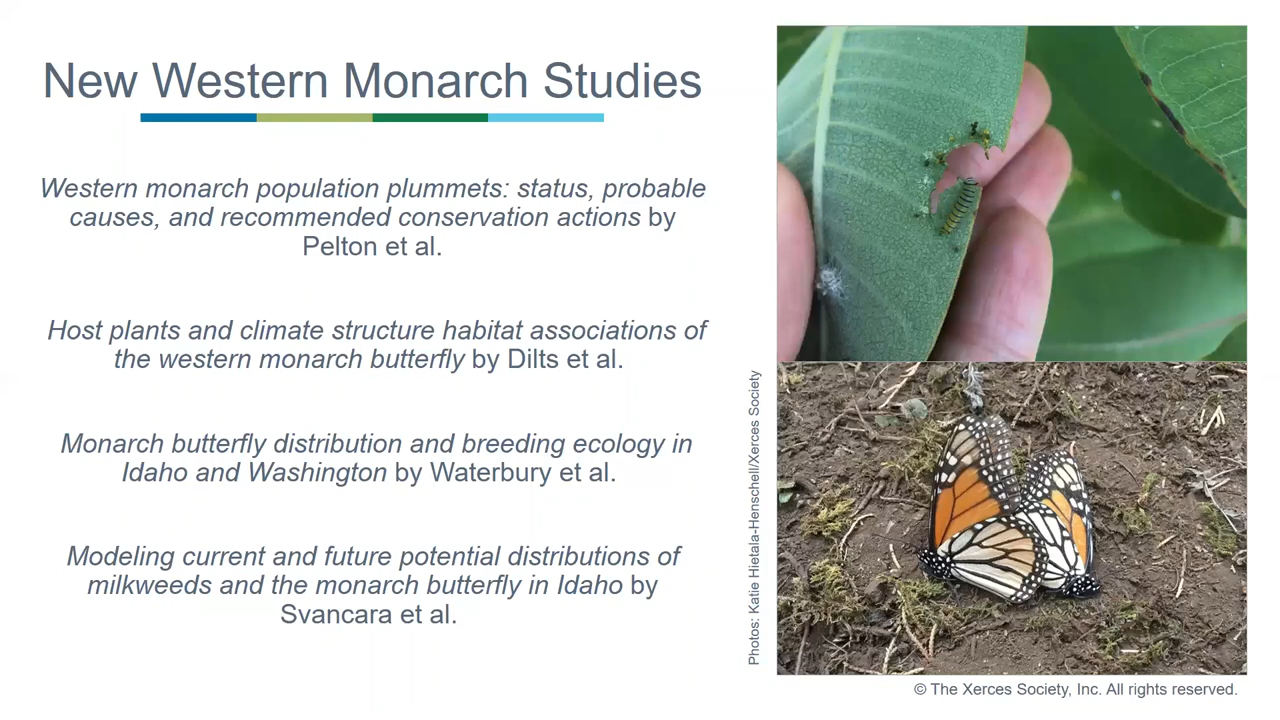 New Western Monarch Studies
Western monarch population plummets: status, probable
causes, and recommended conservation actions by
Pelton et al.
Host plants and climate structure habitat associations of
the western monarch butterfly by Dilts et al.
Monarch butterfly distribution and breeding ecology in
Idaho and Washington by Waterbury et al.
Modeling current and future potential distributions of
milkweeds and the monarch butterfly in Idaho by
Svancara et al.
Photos: Katie Hietala-Henschell/Xerces Society
© The Xerces Society, Inc. All rights reserved.